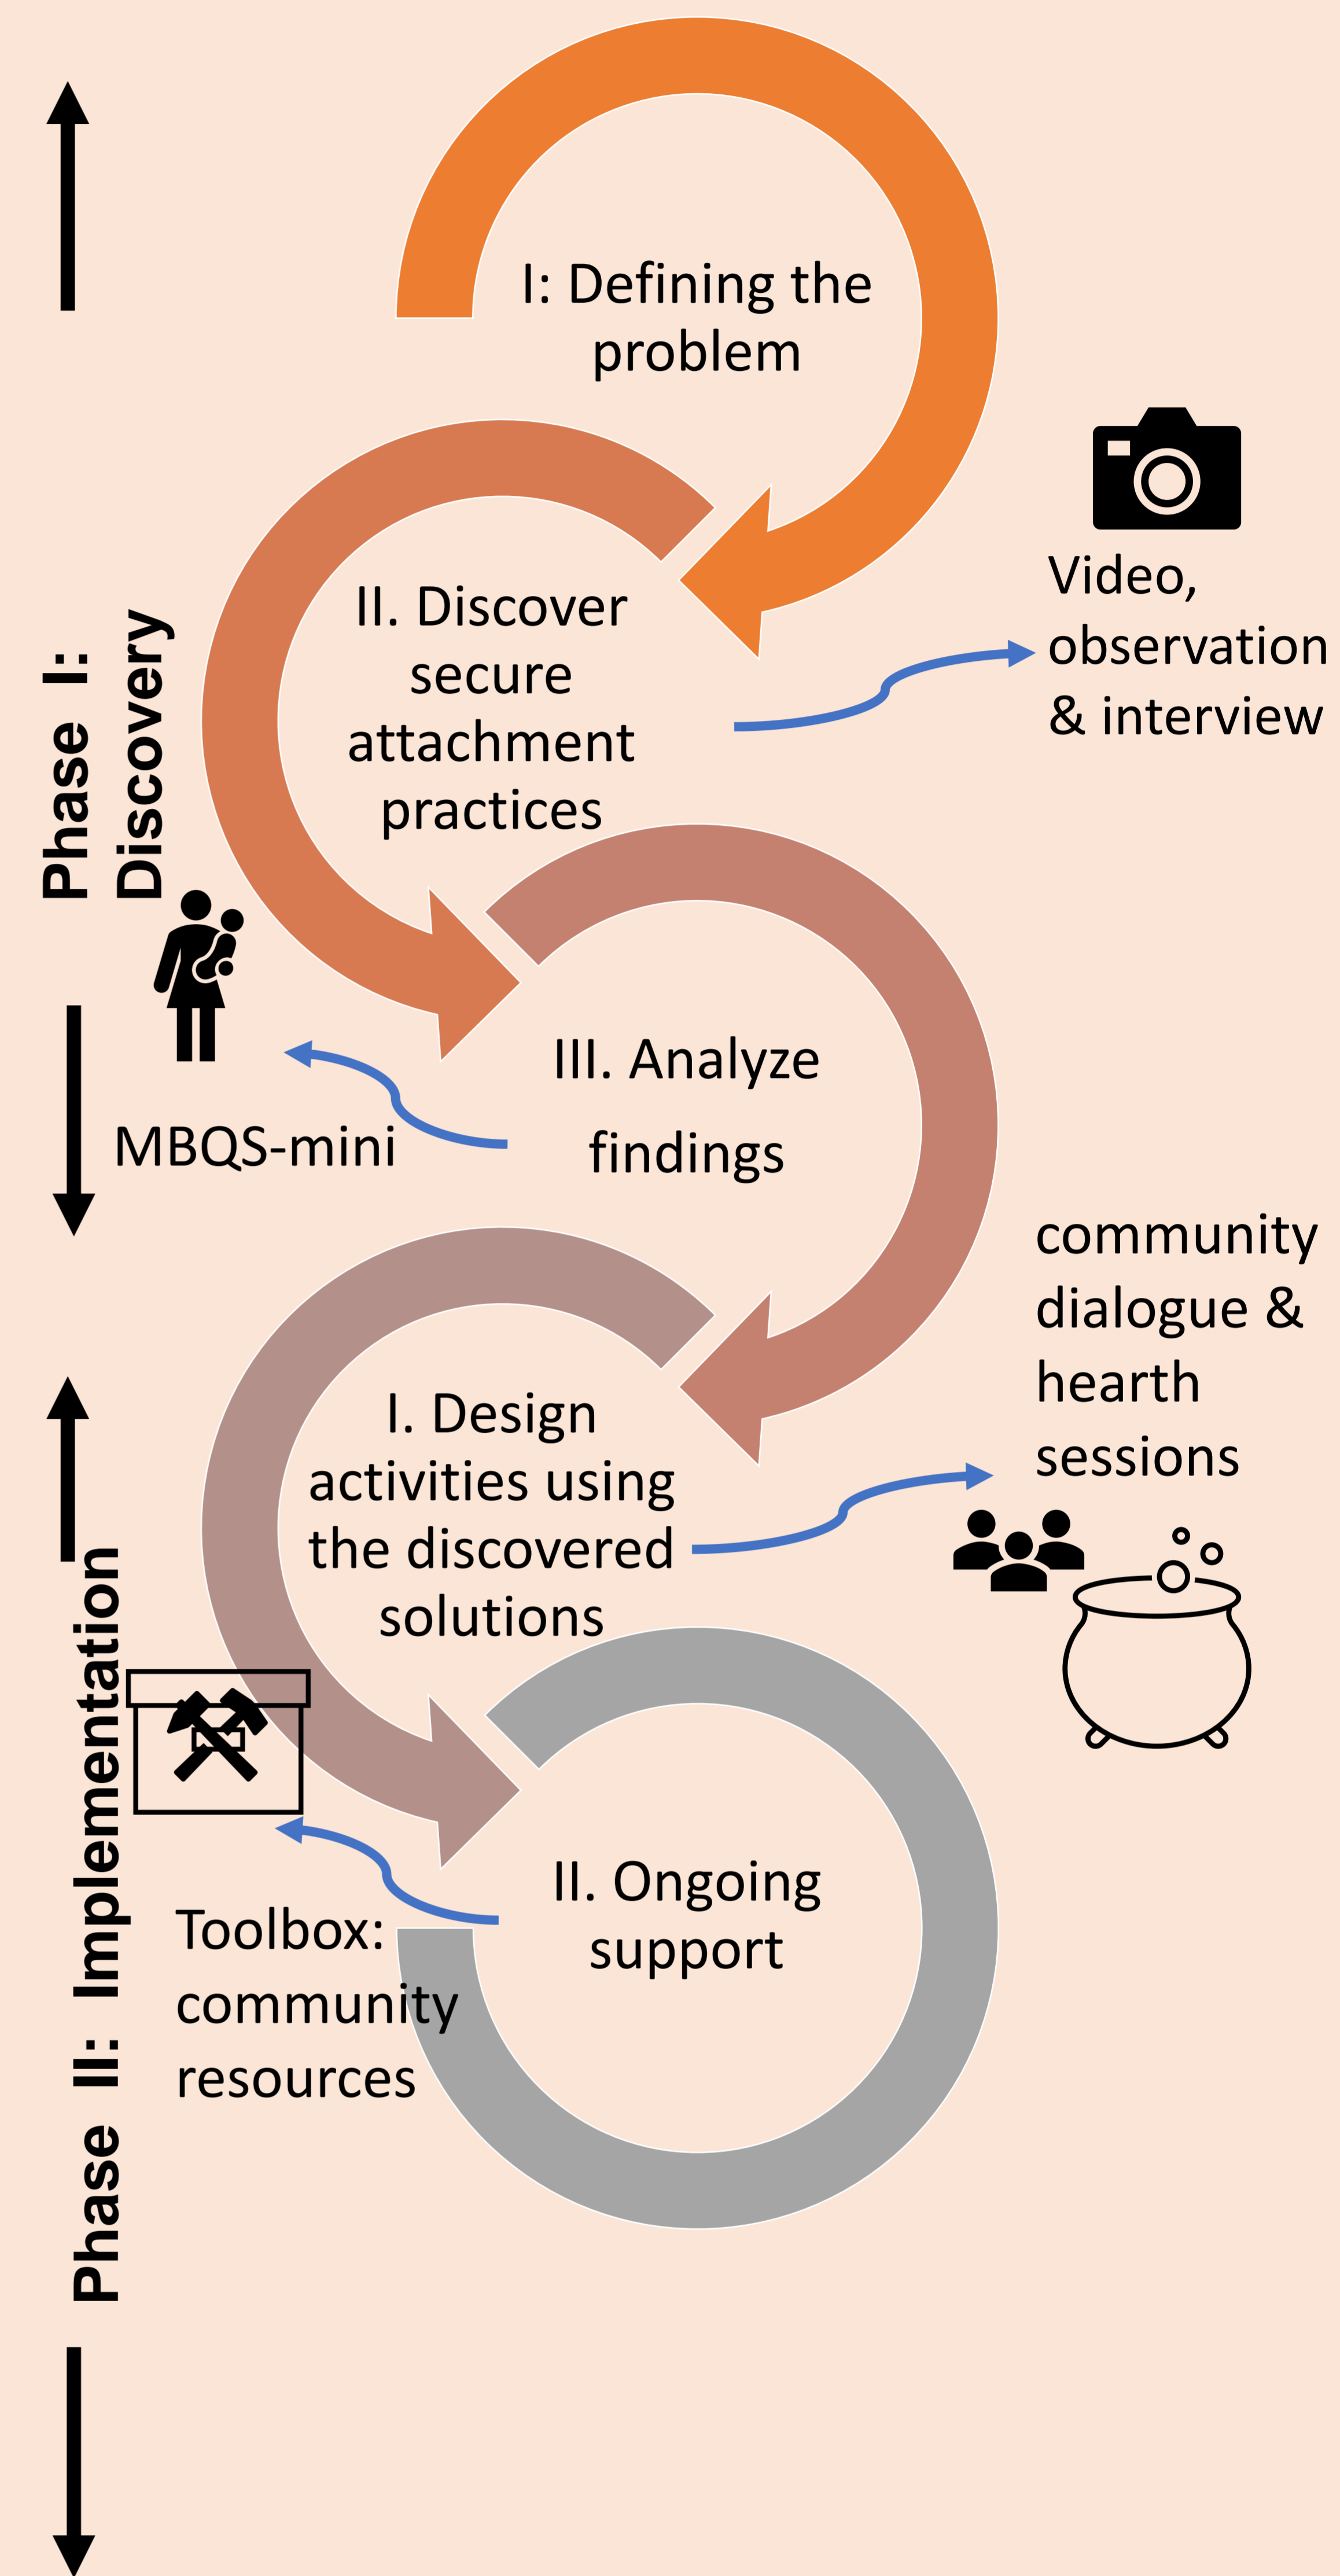 I: Defining the
problem
Phase I:
Discovery
II. Discover
secure
attachment
practices
Video,
observation
& interview
III. Analyze
findings
MBQS-mini
community
dialogue &
hearth
sessions
Phase II: Implementation
I. Design
activities using
the discovered
solutions
II. Ongoing
support
Toolbox:
community
resources